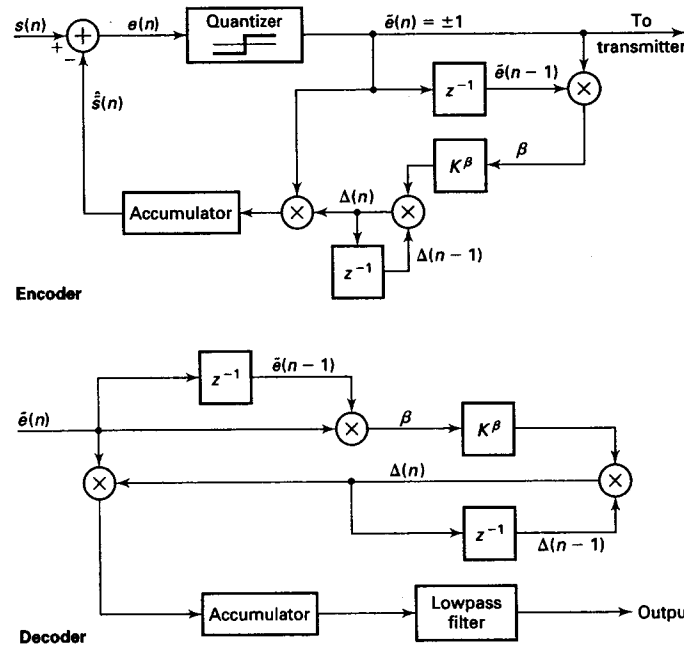 s(n)
+
−
+
e(n)
Quantizer
ẽ(n) = ±1
To
transmitter
z⁻¹
ẽ(n − 1)
×
ŝ̃(n)
K^β
β
Accumulator
×
Δ(n)
×
z⁻¹
Δ(n − 1)
Encoder
z⁻¹
ẽ(n − 1)
ẽ(n)
×
β
K^β
×
Δ(n)
×
z⁻¹
Δ(n − 1)
Accumulator
Lowpass
filter
Outpu
Decoder